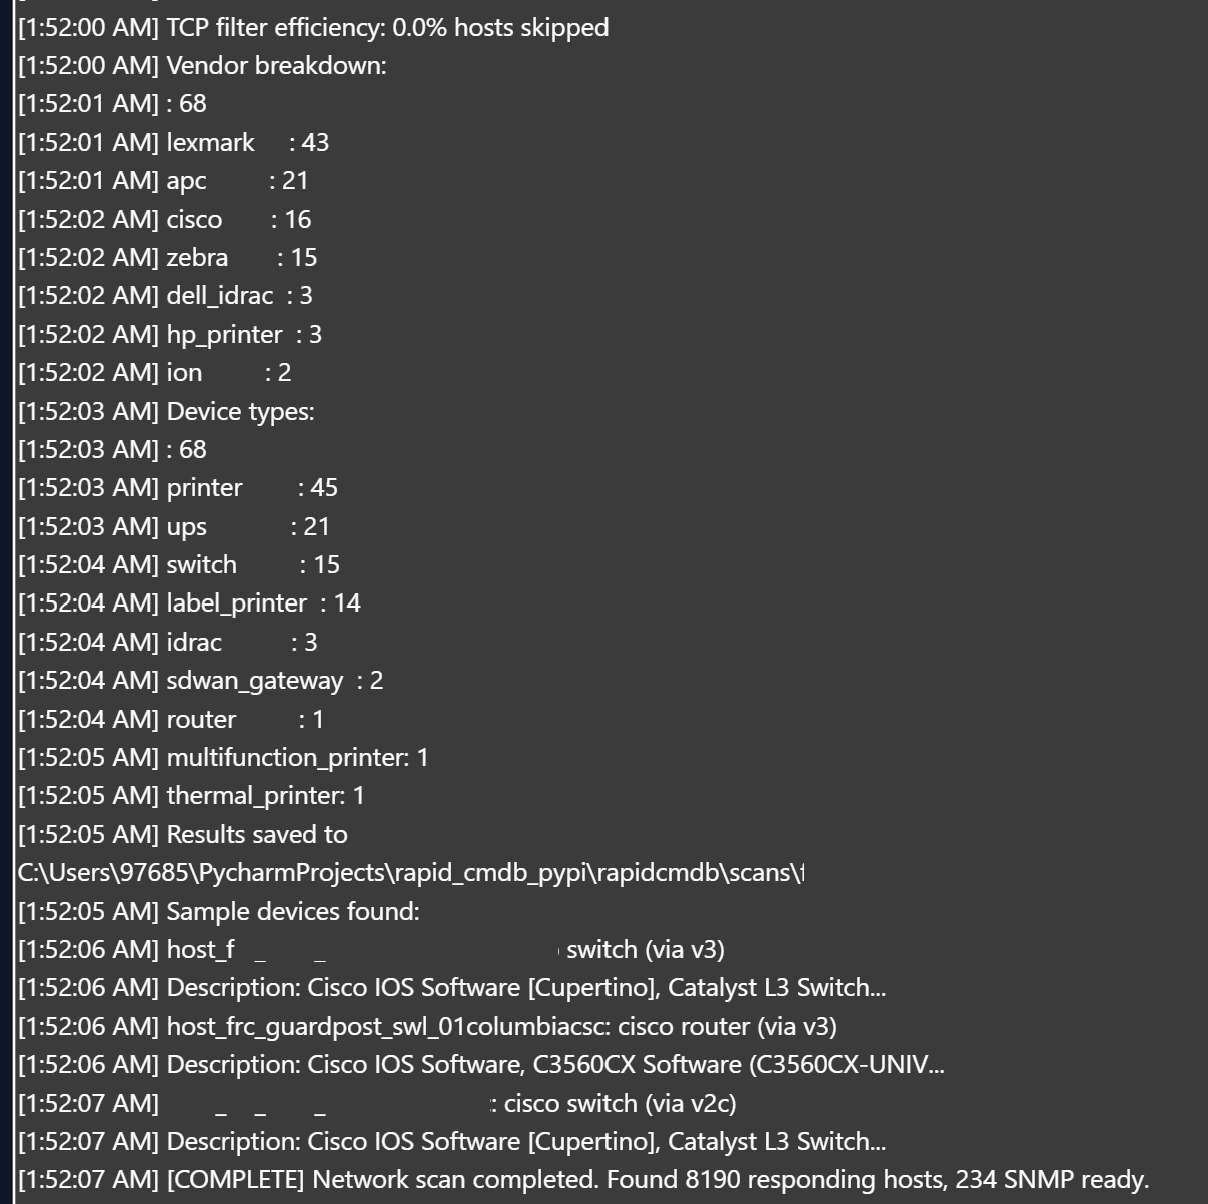 [1:52:00 AM] TCP filter efficiency: 0.0% hosts skipped
[1:52:00 AM] Vendor breakdown:
[1:52:01 AM] : 68
[1:52:01 AM] lexmark : 43
[1:52:01 AM] apc : 21
[1:52:02 AM] cisco : 16
[1:52:02 AM] zebra : 15
[1:52:02 AM] dell_idrac : 3
[1:52:02 AM] hp_printer : 3
[1:52:02 AM] ion : 2
[1:52:03 AM] Device types:
[1:52:03 AM] : 68
[1:52:03 AM] printer : 45
[1:52:03 AM] ups : 21
[1:52:04 AM] switch : 15
[1:52:04 AM] label_printer : 14
[1:52:04 AM] idrac : 3
[1:52:04 AM] sdwan_gateway : 2
[1:52:04 AM] router : 1
[1:52:05 AM] multifunction_printer: 1
[1:52:05 AM] thermal_printer: 1
[1:52:05 AM] Results saved to
C:\Users\97685\PycharmProjects\rapid_cmdb_pypi\rapidcmdb\scans\
[1:52:05 AM] Sample devices found:
[1:52:06 AM] host_f _ _ switch (via v3)
[1:52:06 AM] Description: Cisco IOS Software [Cupertino], Catalyst L3 Switch...
[1:52:06 AM] host_frc_guardpost_swl_01columbiacsc: cisco router (via v3)
[1:52:06 AM] Description: Cisco IOS Software, C3560CX Software (C3560CX-UNIV...
[1:52:07 AM] _ _ _ : cisco switch (via v2c)
[1:52:07 AM] Description: Cisco IOS Software [Cupertino], Catalyst L3 Switch...
[1:52:07 AM] [COMPLETE] Network scan completed. Found 8190 responding hosts, 234 SNMP ready.